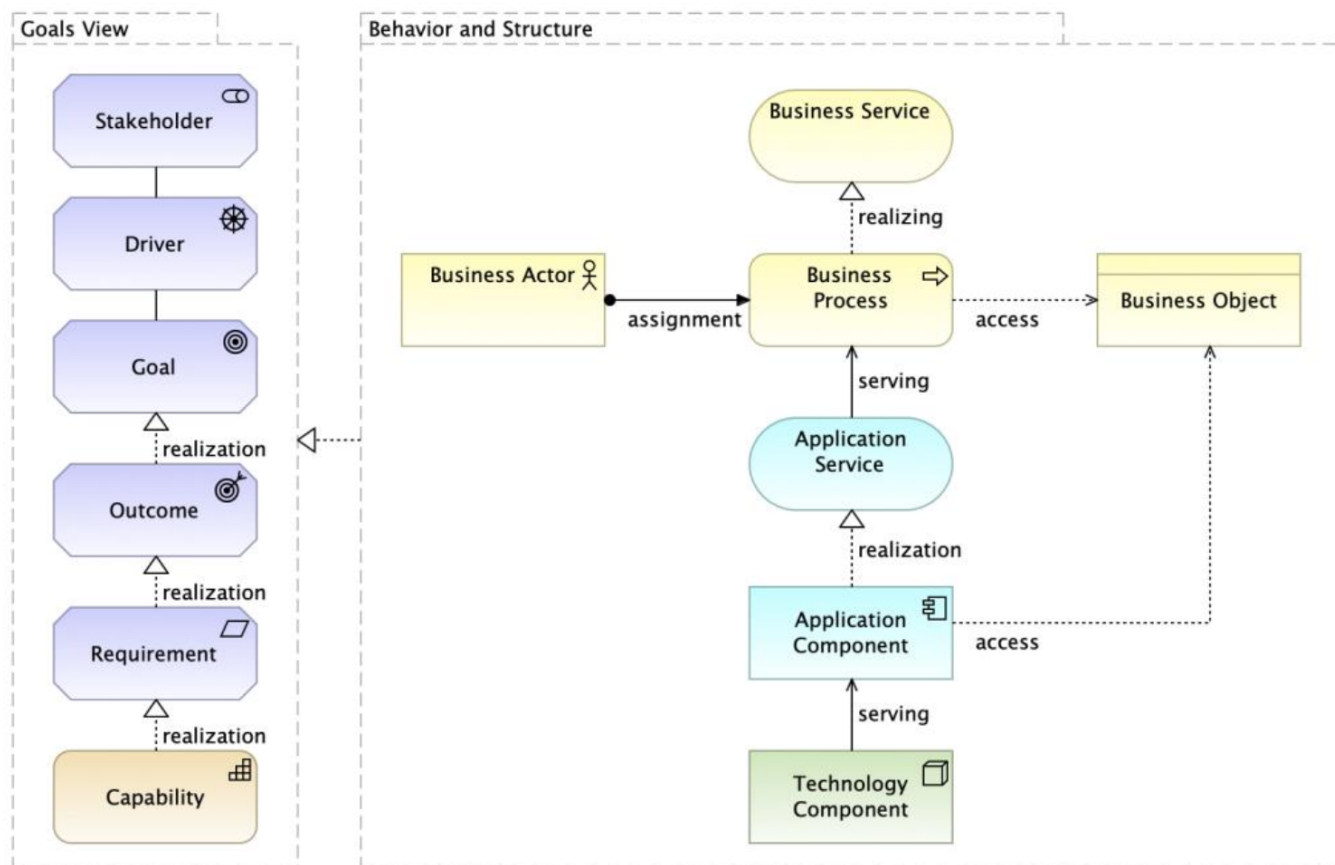 Goals View
Stakeholder
Driver
Goal
realization
Outcome
realization
Requirement
realization
Capability
Behavior and Structure
Business Service
realizing
Business Actor
assignment
Business
Process
access
Business Object
serving
Application
Service
realization
Application
Component
access
serving
Technology
Component